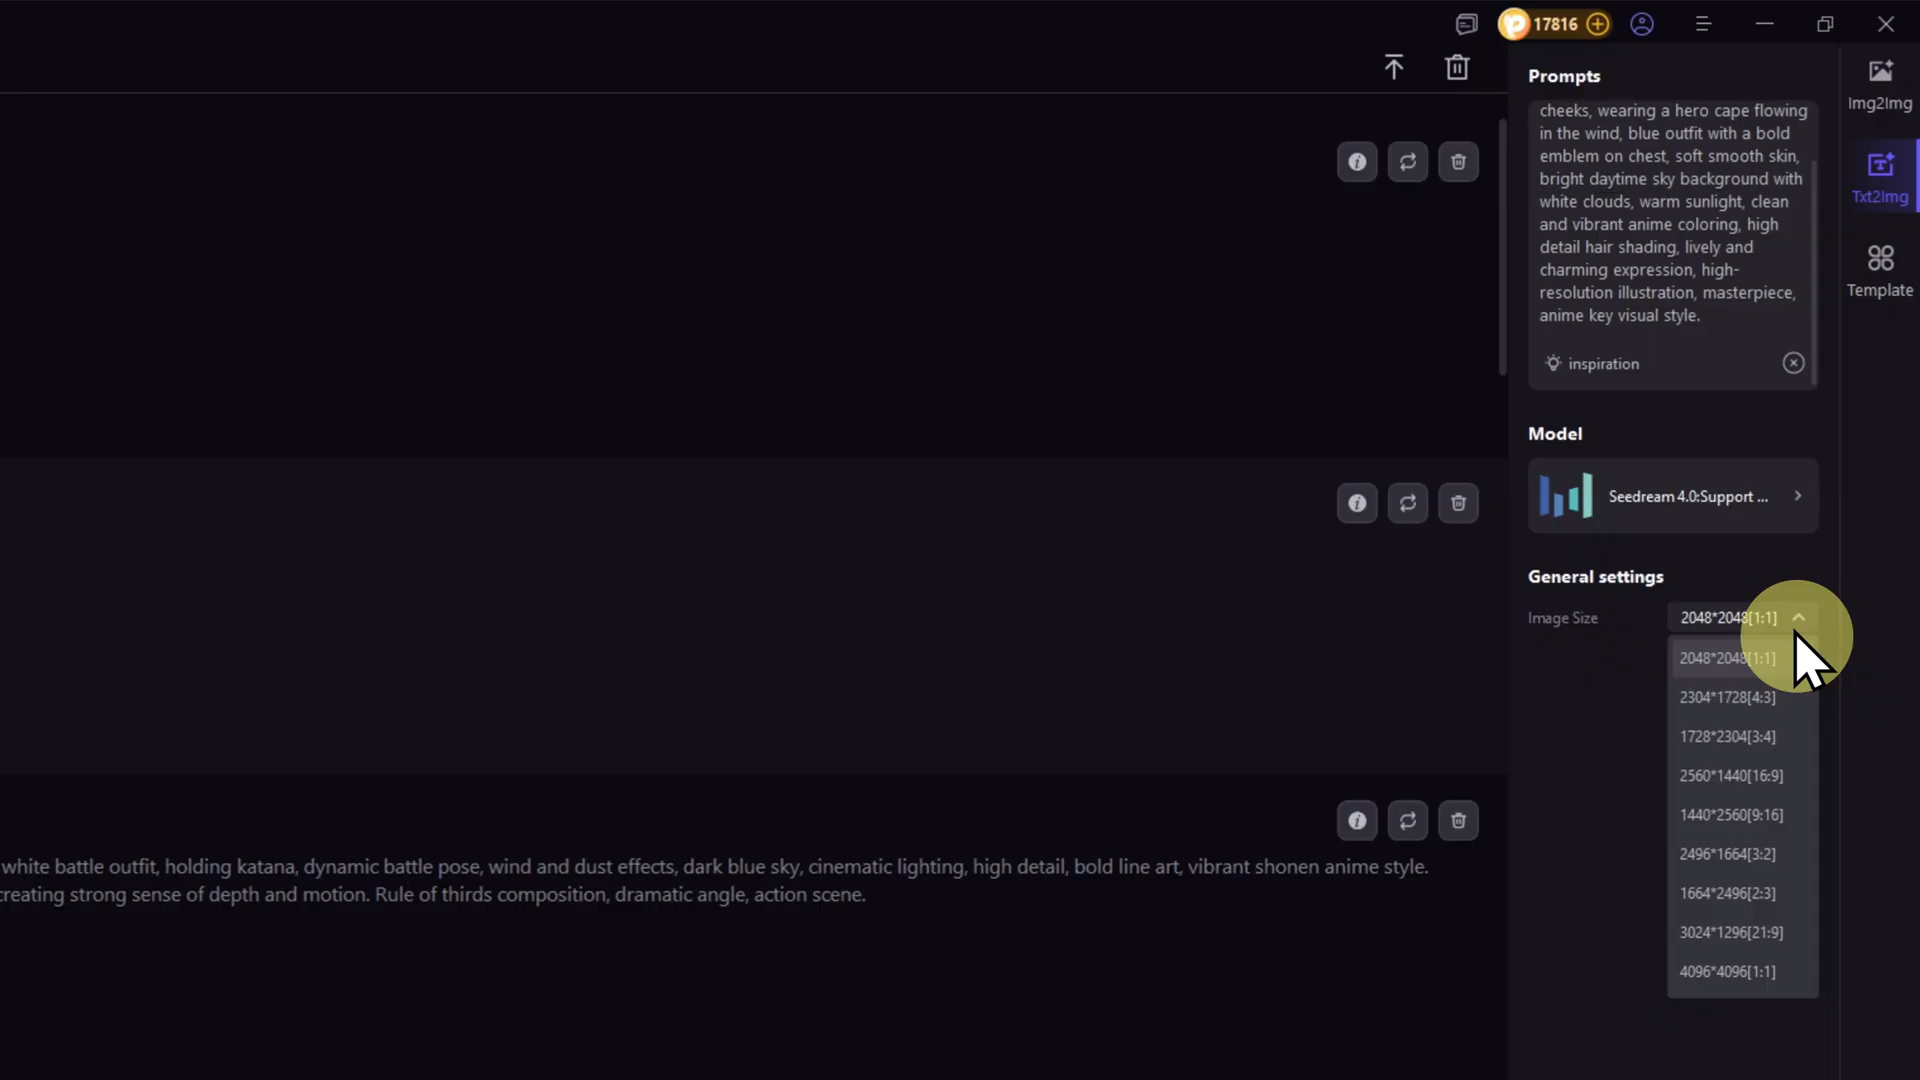 17816
Prompts
cheeks, wearing a hero cape flowing
in the wind, blue outfit with a bold
emblem on chest, soft smooth skin,
bright daytime sky background with
white clouds, warm sunlight, clean
and vibrant anime coloring, high
detail hair shading, lively and
charming expression, high-
resolution illustration, masterpiece,
anime key visual style.
inspiration
Model
Seedream 4.0:Support ...
General settings
Image Size
2048*2048[1:1]
2048*2048[1:1]
2304*1728[4:3]
1728*2304[3:4]
2560*1440[16:9]
1440*2560[9:16]
2496*1664[3:2]
1664*2496[2:3]
3024*1296[21:9]
4096*4096[1:1]
Img2Img
Txt2Img
Template
white battle outfit, holding katana, dynamic battle pose, wind and dust effects, dark blue sky, cinematic lighting, high detail, bold line art, vibrant shonen anime style.
creating strong sense of depth and motion. Rule of thirds composition, dramatic angle, action scene.